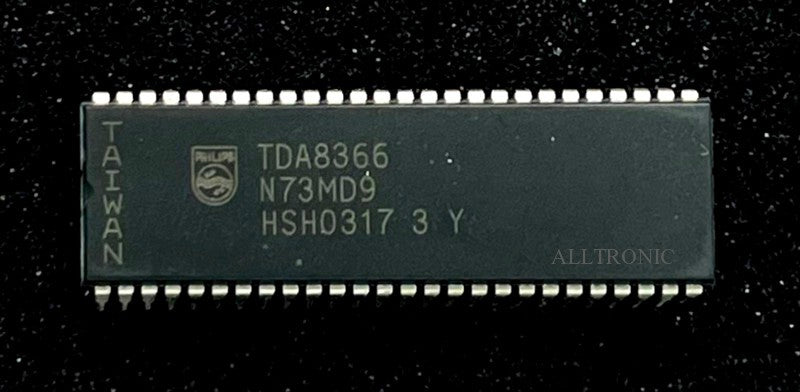 TAIWAN
PHILIPS
TDA8366
N73MD9
HSH0317 3 Y
ALLTRONIC